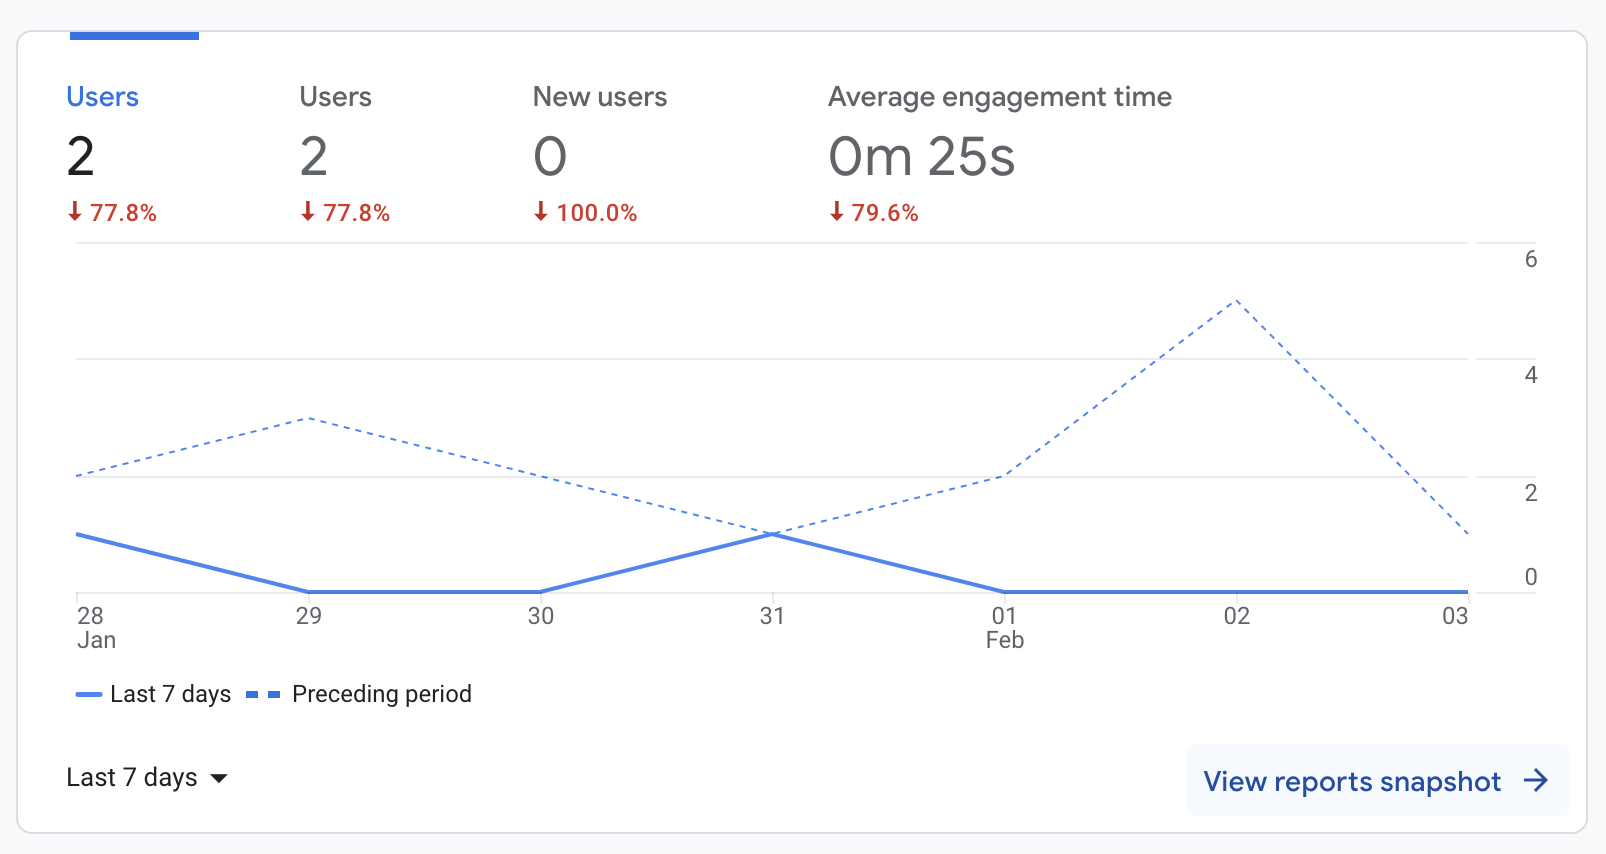 Users Users New users Average engagement time
2 2 0 0m 25s
↓ 77.8% ↓ 77.8% ↓ 100.0% ↓ 79.6%
6
4
2
0
28 29 30 31 01 02 03
Jan Feb
Last 7 days Preceding period
Last 7 days
View reports snapshot →